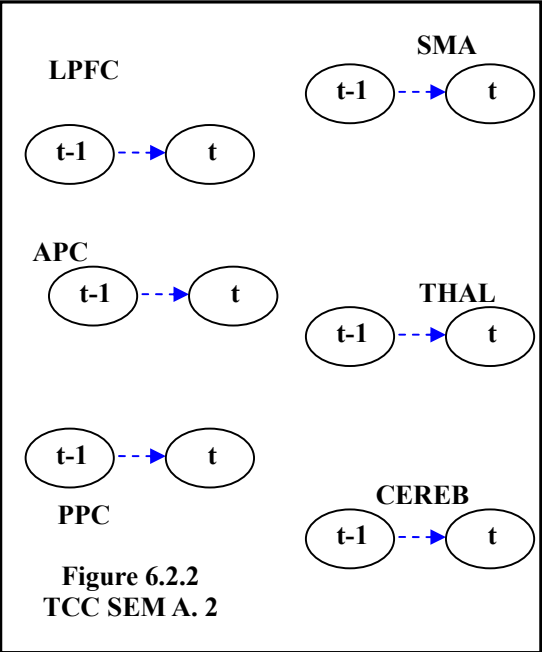 LPFC
t-1 t
SMA
t-1 t
APC
t-1 t
THAL
t-1 t
t-1 t
PPC
CEREB
t-1 t
Figure 6.2.2
TCC SEM A. 2